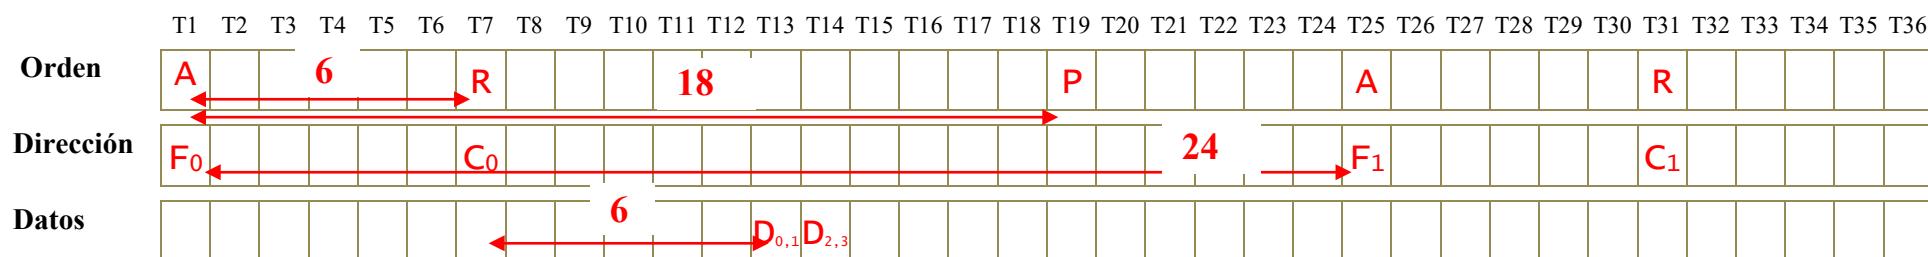 T1 T2 T3 T4 T5 T6 T7 T8 T9 T10 T11 T12 T13 T14 T15 T16 T17 T18 T19 T20 T21 T22 T23 T24 T25 T26 T27 T28 T29 T30 T31 T32 T33 T34 T35 T36
Orden A 6 R 18 P A R
Dirección F0 C0 24 F1 C1
Datos 6 D0,1 D2,3